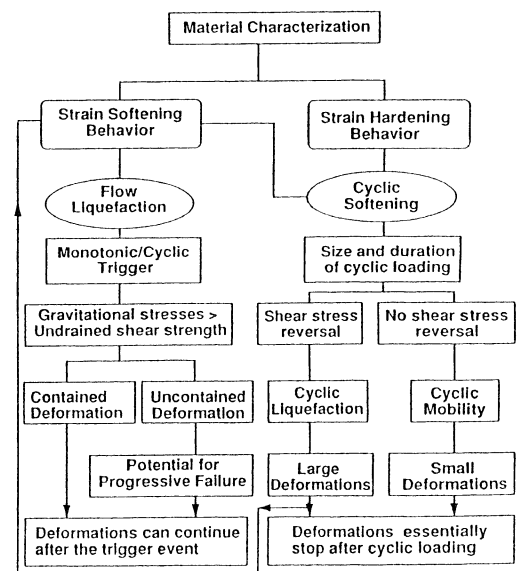 Material Characterization
Strain Softening
Behavior
Strain Hardening
Behavior
Flow
Liquefaction
Cyclic
Softening
Monotonic/Cyclic
Trigger
Size and duration
of cyclic loading
Gravitational stresses >
Undrained shear strength
Shear stress
reversal
No shear stress
reversal
Contained
Deformation
Uncontained
Deformation
Cyclic
Liquefaction
Cyclic
Mobility
Potential for
Progressive Failure
Large
Deformations
Small
Deformations
Deformations can continue
after the trigger event
Deformations essentially
stop after cyclic loading